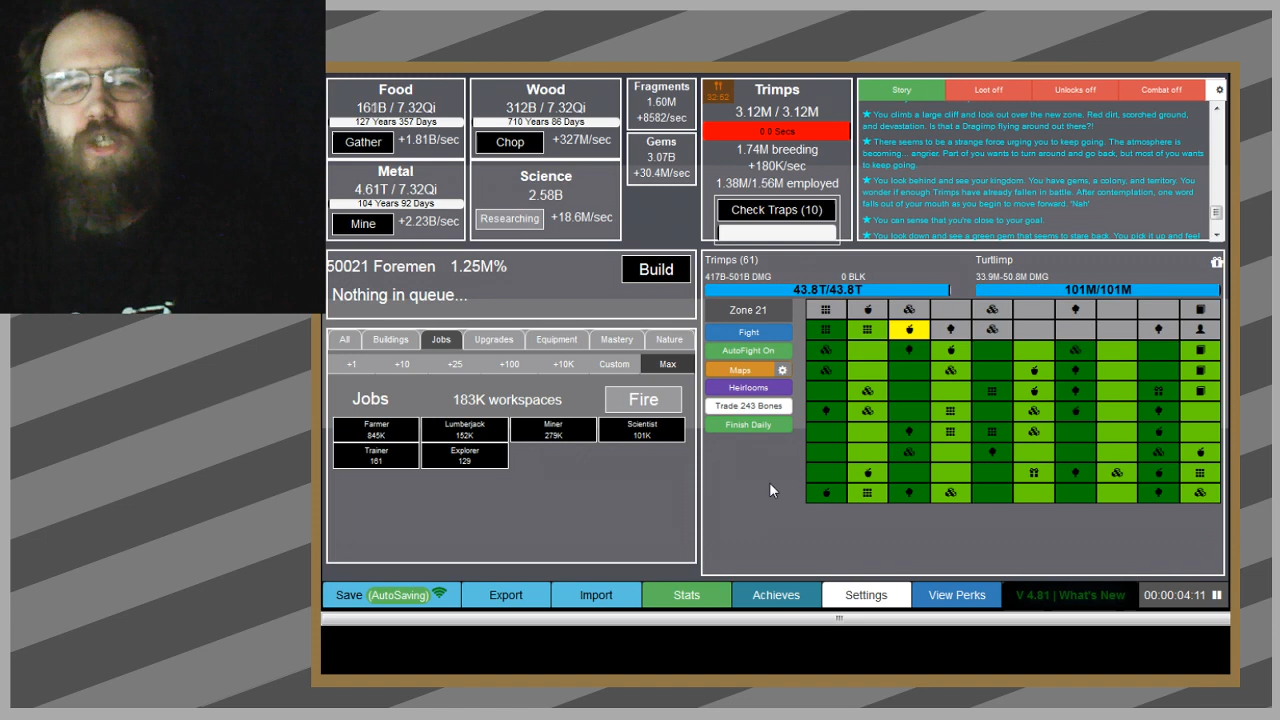 Food
161B / 7.32Qi
127 Years 357 Days
Gather
+1.81B/sec
Wood
312B / 7.32Qi
710 Years 86 Days
Chop
+327M/sec
Fragments
1.60M
+8582/sec
Gems
3.07B
+30.4M/sec
Metal
4.61T / 7.32Qi
104 Years 92 Days
Mine
+2.23B/sec
Science
2.58B
Researching
+18.6M/sec
32:52
Trimps
3.12M / 3.12M
0.0 Secs
1.74M breeding
+180K/sec
1.38M/1.56M employed
Check Traps (10)
Story
Loot off
Unlocks off
Combat off
You climb a large cliff and look out over the new zone. Red dirt, scorched ground,
and devastation. Is that a Dragimp flying around out there?!
There seems to be a strange force urging you to keep going. The atmosphere is
becoming... angrier. Part of you wants to turn around and go back, but most of you wants
to keep going.
You look behind and see your kingdom. You have gems, a colony, and territory. You
wonder if enough Trimps have already fallen in battle. After contemplation, one word
falls out of your mouth as you begin to move forward. 'Nah'
You can sense that you're close to your goal.
You look down and see a green gem that seems to stare back. You pick it up and feel
50021 Foremen 1.25M%
Build
Nothing in queue...
All
Buildings
Jobs
Upgrades
Equipment
Mastery
Nature
+1
+10
+25
+100
+10K
Custom
Max
Jobs
183K workspaces
Fire
Farmer
845K
Lumberjack
152K
Miner
279K
Scientist
101K
Trainer
161
Explorer
129
Trimps (61)
417B-501B DMG
0 BLK
43.8T/43.8T
Turtlimp
33.9M-50.8M DMG
101M/101M
Zone 21
Fight
AutoFight On
Maps
Heirlooms
Trade 243 Bones
Finish Daily
Save (AutoSaving)
Export
Import
Stats
Achieves
Settings
View Perks
V 4.81 | What's New
00:00:04:11